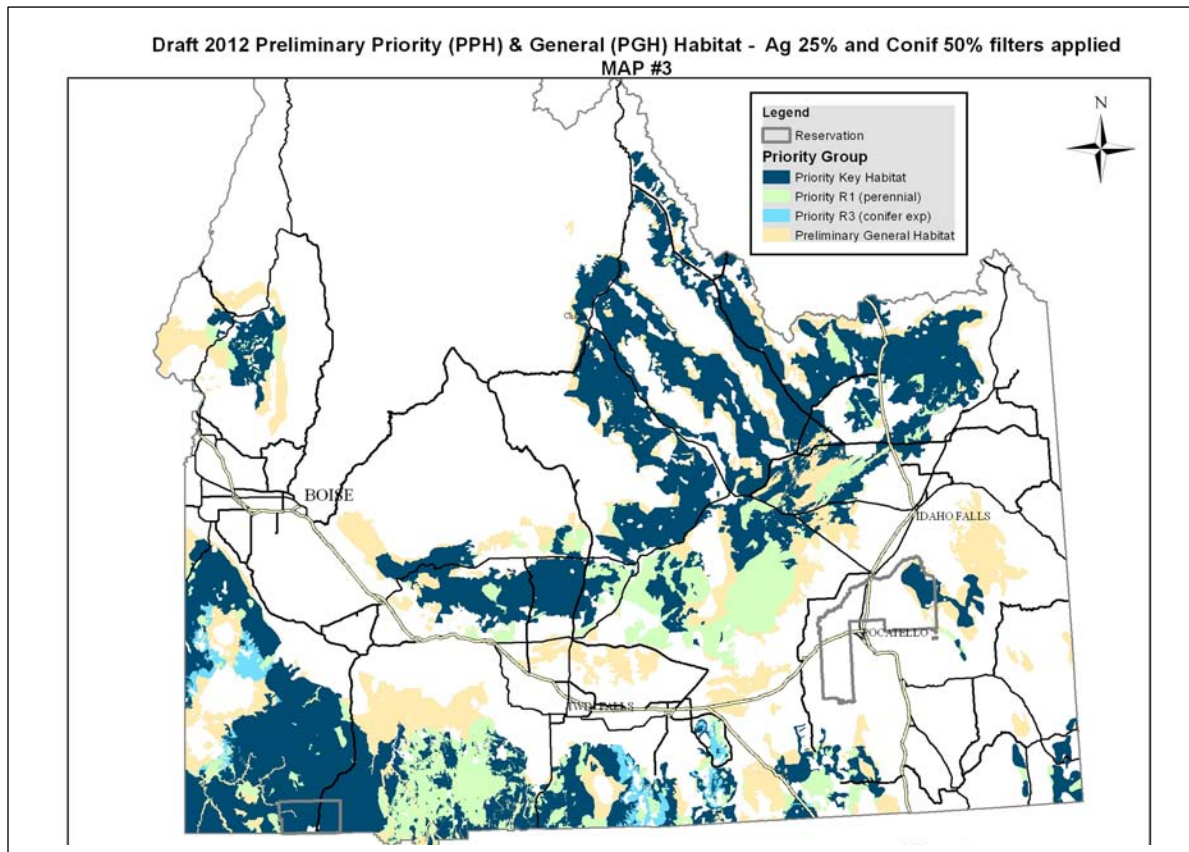 Draft 2012 Preliminary Priority (PPH) & General (PGH) Habitat - Ag 25% and Conif 50% filters applied
MAP #3
Legend
Reservation
Priority Group
Priority Key Habitat
Priority R1 (perennial)
Priority R3 (conifer exp)
Preliminary General Habitat
N
BOISE
IDAHO FALLS
POCATELLO
TWIN FALLS